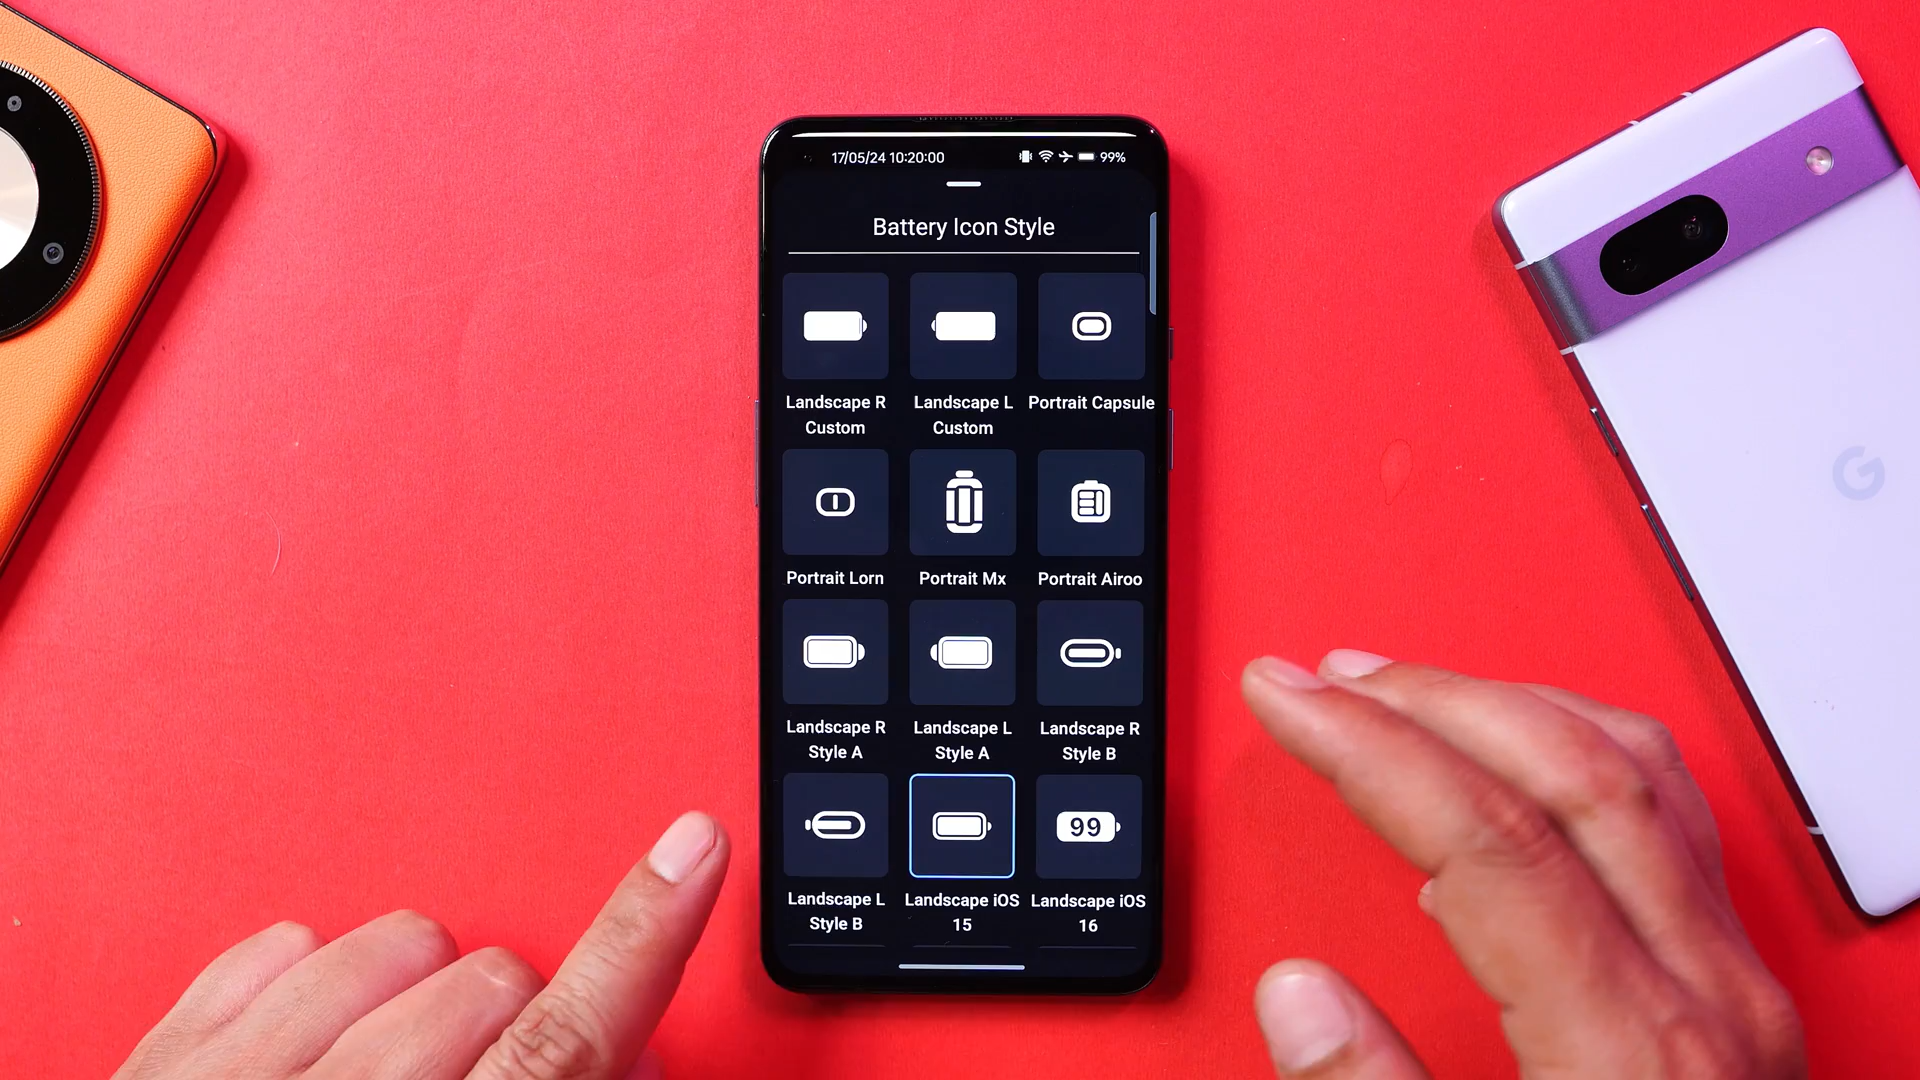 17/05/24 10:20:00 99%
Battery Icon Style
Landscape R Custom
Landscape L Custom
Portrait Capsule
Portrait Lorn
Portrait Mx
Portrait Airoo
Landscape R Style A
Landscape L Style A
Landscape R Style B
99
Landscape L Style B
Landscape iOS 15
Landscape iOS 16
G